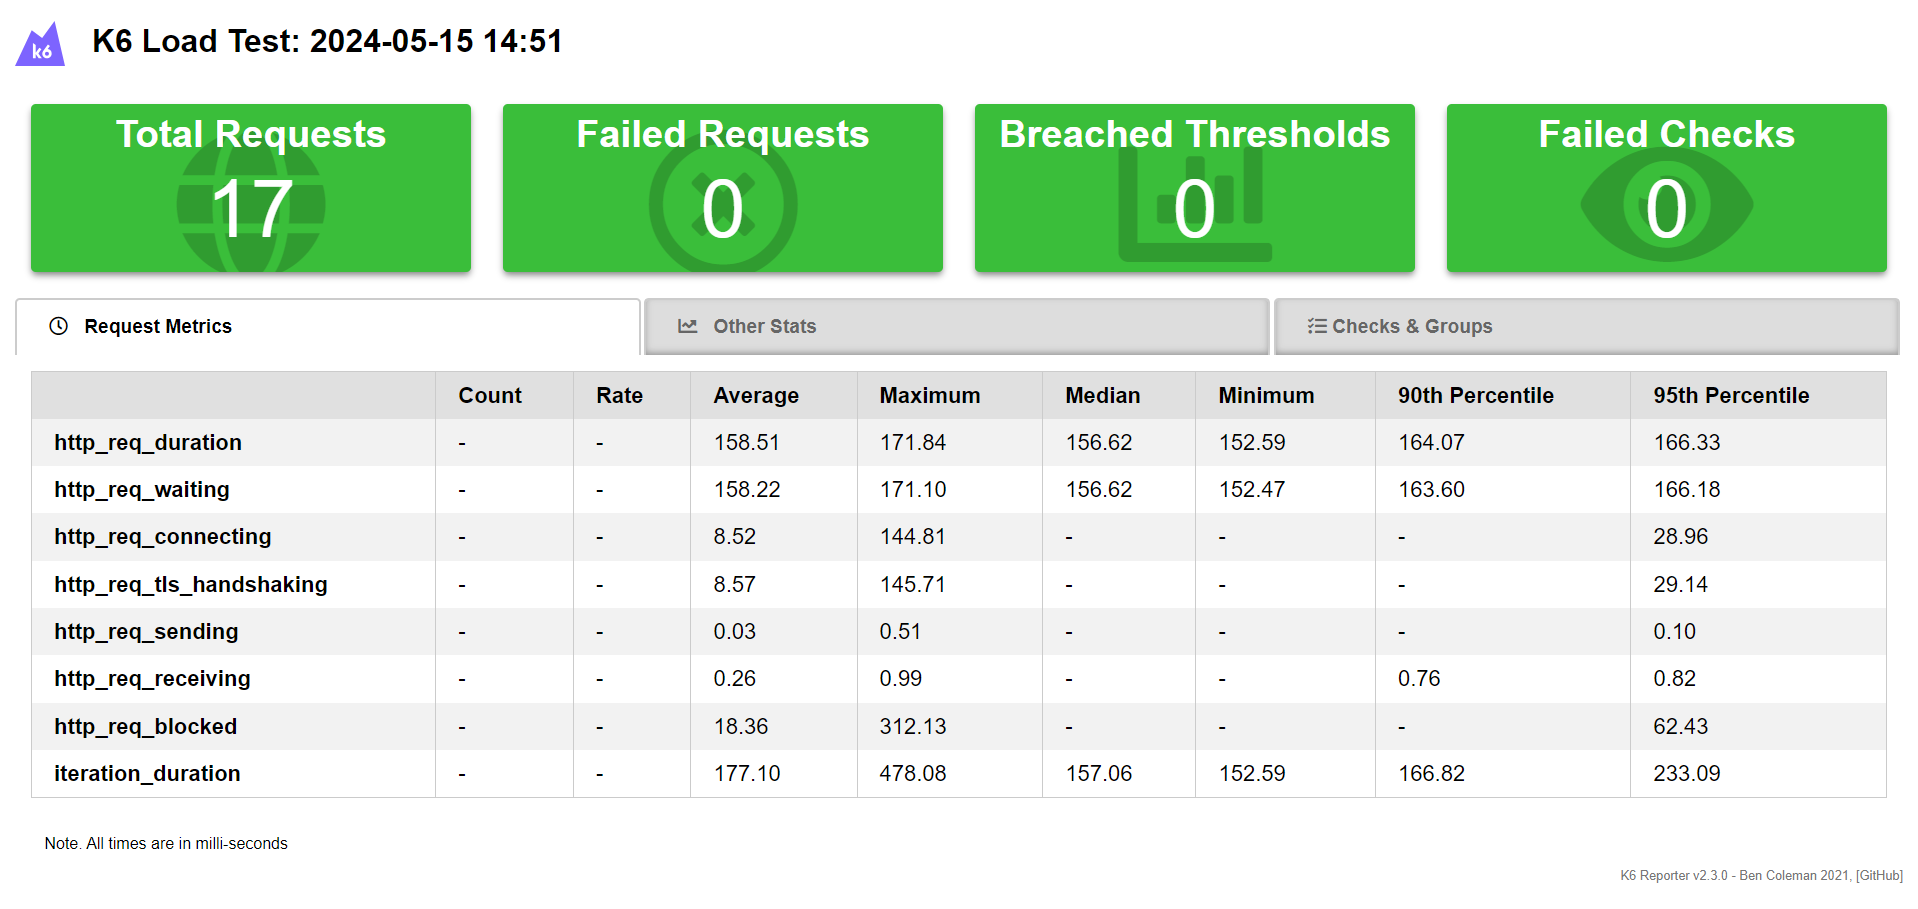 k6
K6 Load Test: 2024-05-15 14:51
Total Requests
17
Failed Requests
0
Breached Thresholds
0
Failed Checks
0
Request Metrics
Other Stats
Checks & Groups
Count Rate Average Maximum Median Minimum 90th Percentile 95th Percentile
http_req_duration - - 158.51 171.84 156.62 152.59 164.07 166.33
http_req_waiting - - 158.22 171.10 156.62 152.47 163.60 166.18
http_req_connecting - - 8.52 144.81 - - - 28.96
http_req_tls_handshaking - - 8.57 145.71 - - - 29.14
http_req_sending - - 0.03 0.51 - - - 0.10
http_req_receiving - - 0.26 0.99 - - 0.76 0.82
http_req_blocked - - 18.36 312.13 - - - 62.43
iteration_duration - - 177.10 478.08 157.06 152.59 166.82 233.09
Note. All times are in milli-seconds
K6 Reporter v2.3.0 - Ben Coleman 2021, [GitHub]